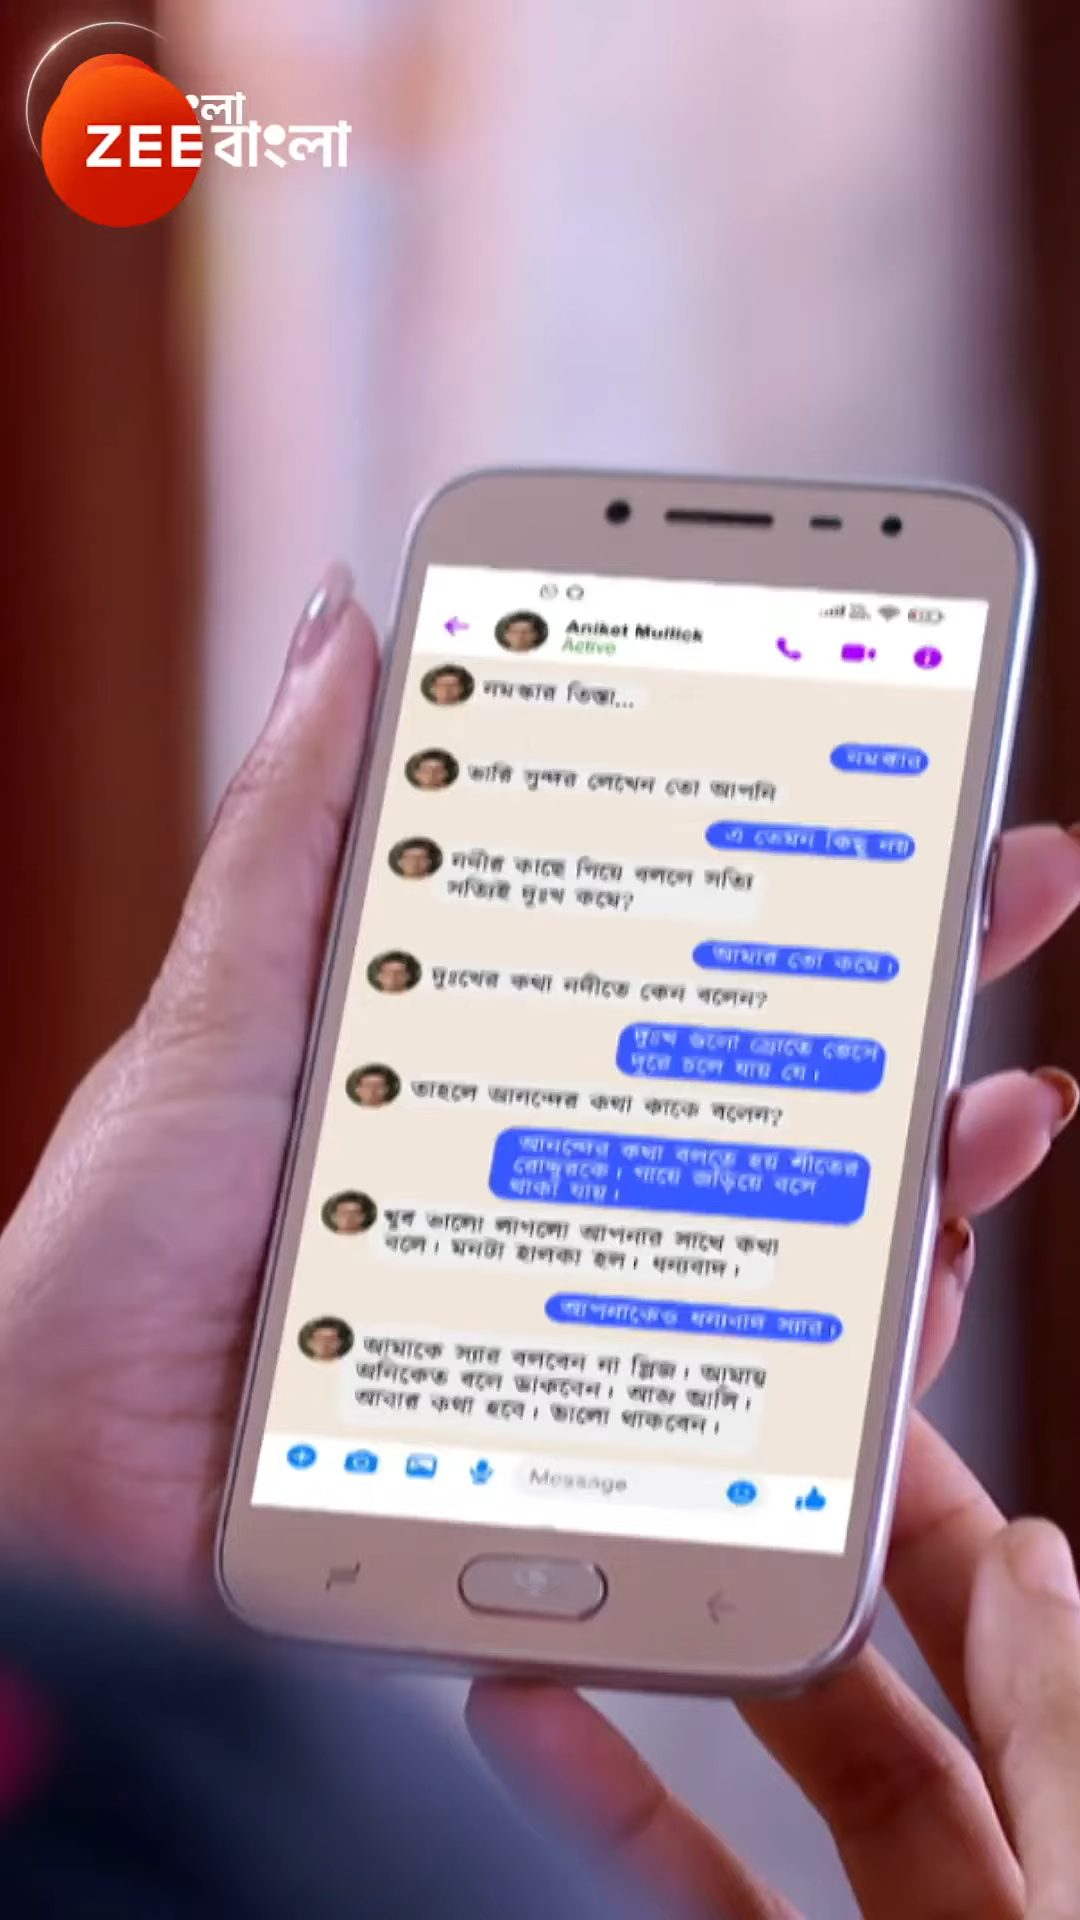 ংলা
ZEE বাংলা
Aniket Mullick
Active
নমস্কার তিস্তা...
নমস্কার
ভারি সুন্দর লেখেন তো আপনি
এ তেমন কিছু নয়
নদীর কাছে গিয়ে বললে সত্যি
সত্যিই দুঃখ কমে?
আমার তো কমে।
দুঃখের কথা নদীতে কেন বলেন?
দুঃখ গুলো স্রোতে ভেসে
দূরে চলে যায় যে।
তাহলে আনন্দের কথা কাকে বলেন?
আনন্দের কথা বলতে হয় শীতের
রোদ্দুরকে। গায়ে জড়িয়ে বসে
থাকা যায়।
খুব ভালো লাগলো আপনার সাথে কথা
বলে। মনটা হালকা হল। ধন্যবাদ।
আপনাকেও ধন্যবাদ স্যার।
আমাকে স্যার বলবেন না প্লিজ। আমায়
অনিকেত বলে ডাকবেন। আজ আসি।
আবার কথা হবে। ভালো থাকবেন।
Message